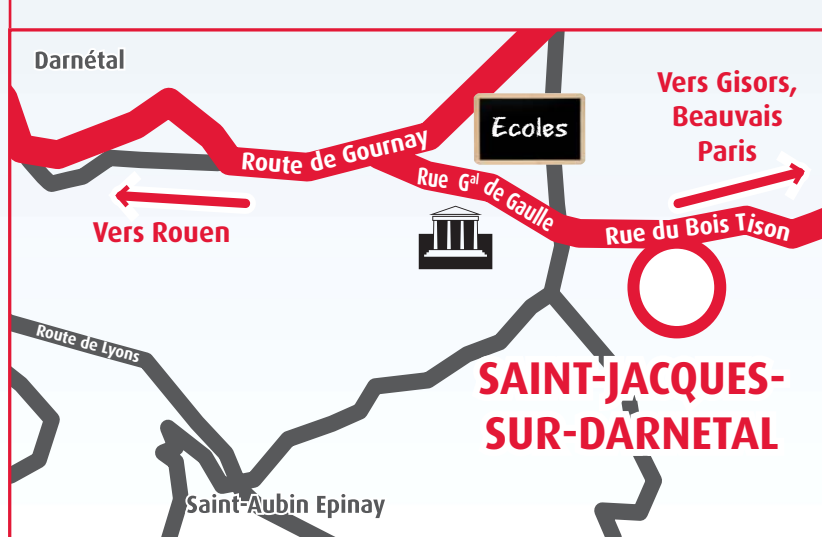 Darnétal
Vers Gisors,
Beauvais
Paris
Ecoles
Route de Gournay
Rue Gal de Gaulle
Vers Rouen
Rue du Bois Tison
Route de Lyons
SAINT-JACQUES-
SUR-DARNETAL
Saint-Aubin Epinay